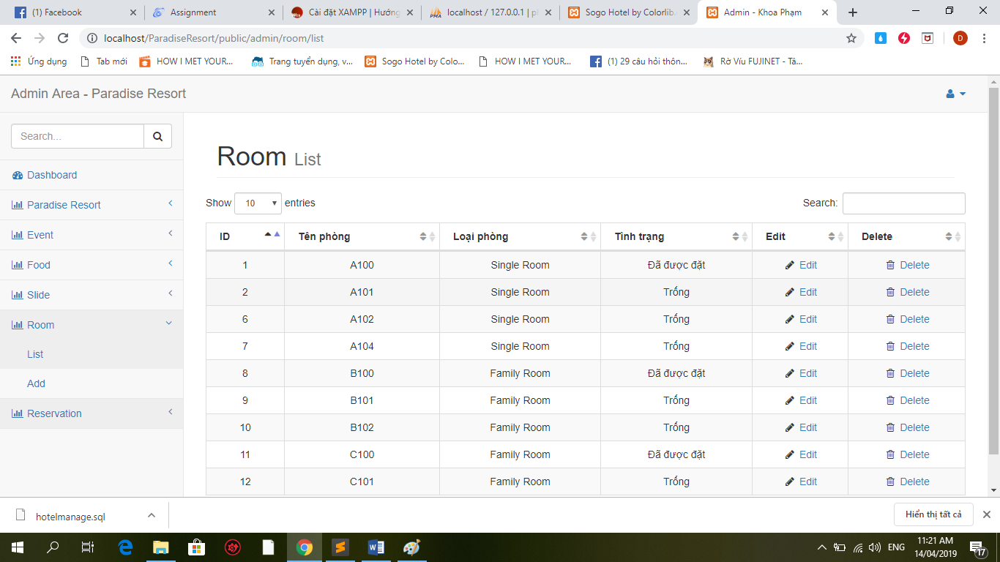 (1) Facebook
Assignment
Cài đặt XAMPP | Hướng
localhost / 127.0.0.1 | p
Sogo Hotel by Colorlib.
Admin - Khoa Phạm
localhost/ParadiseResort/public/admin/room/list
D
Ứng dụng
Tab mới
HOW I MET YOUR...
Trang tuyển dụng, v...
Sogo Hotel by Colo...
HOW I MET YOUR...
(1) 29 câu hỏi thôn...
Rờ Víu FUJINET - Tâ...
Admin Area - Paradise Resort
Search...
Dashboard
Paradise Resort
Event
Food
Slide
Room
List
Add
Reservation
Room List
Show 10 entries
Search:
ID Tên phòng Loại phòng Tình trạng Edit Delete
1 A100 Single Room Đã được đặt Edit Delete
2 A101 Single Room Trống Edit Delete
6 A102 Single Room Trống Edit Delete
7 A104 Single Room Trống Edit Delete
8 B100 Family Room Đã được đặt Edit Delete
9 B101 Family Room Trống Edit Delete
10 B102 Family Room Trống Edit Delete
11 C100 Family Room Đã được đặt Edit Delete
12 C101 Family Room Trống Edit Delete
hotelmanage.sql
Hiển thị tất cả
ENG
11:21 AM
14/04/2019
17